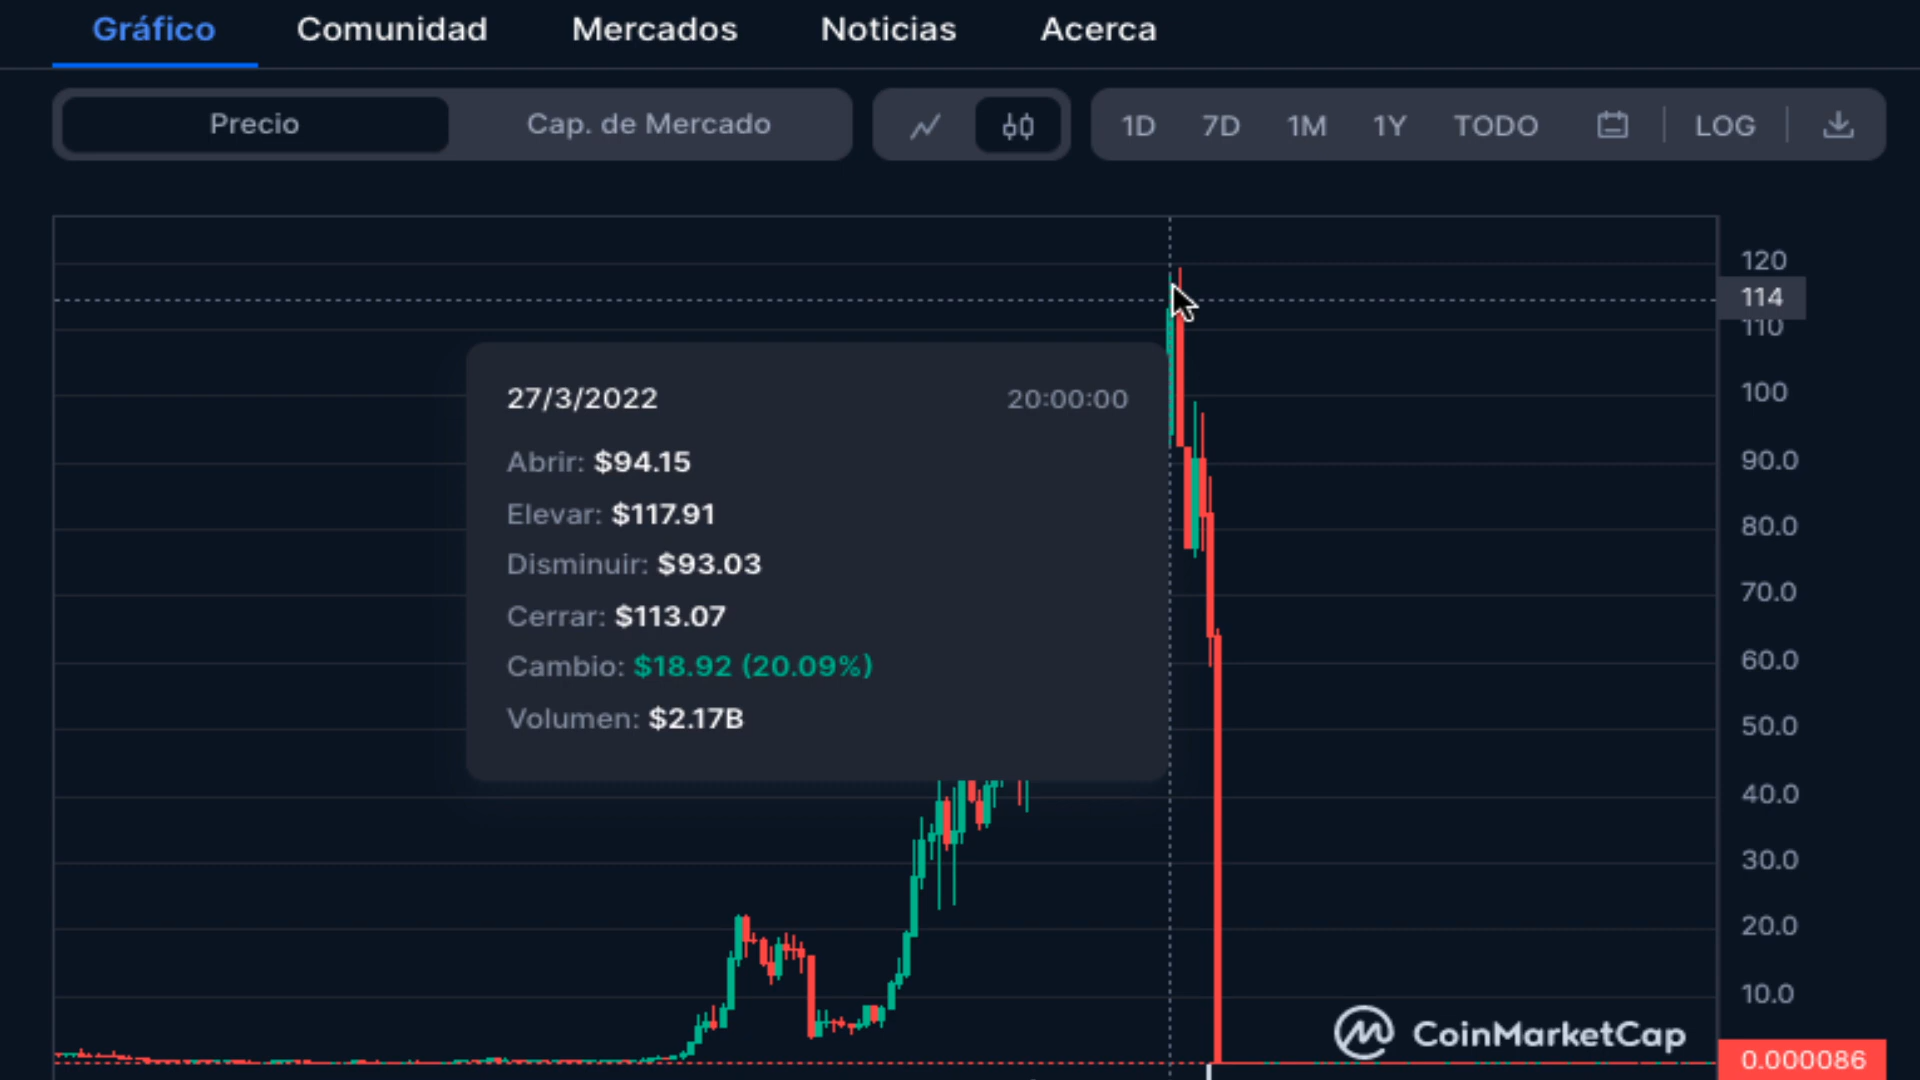 Gráfico Comunidad Mercados Noticias Acerca
Precio Cap. de Mercado 1D 7D 1M 1Y TODO LOG
120
114
110
27/3/2022 20:00:00
100
Abrir: $94.15
90.0
Elevar: $117.91
80.0
Disminuir: $93.03
70.0
Cerrar: $113.07
60.0
Cambio: $18.92 (20.09%)
50.0
Volumen: $2.17B
40.0
30.0
20.0
10.0
CoinMarketCap
0.000086